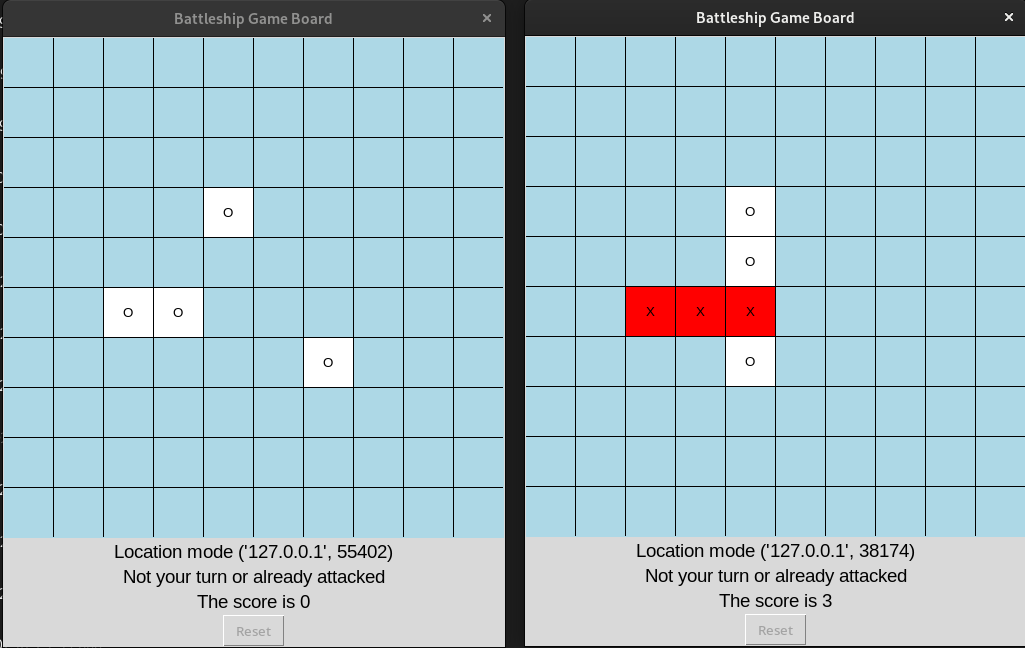 Battleship Game Board ×
O
O O
O
Location mode ('127.0.0.1', 55402)
Not your turn or already attacked
The score is 0
Reset
Battleship Game Board ×
O
O
X X X
O
Location mode ('127.0.0.1', 38174)
Not your turn or already attacked
The score is 3
Reset